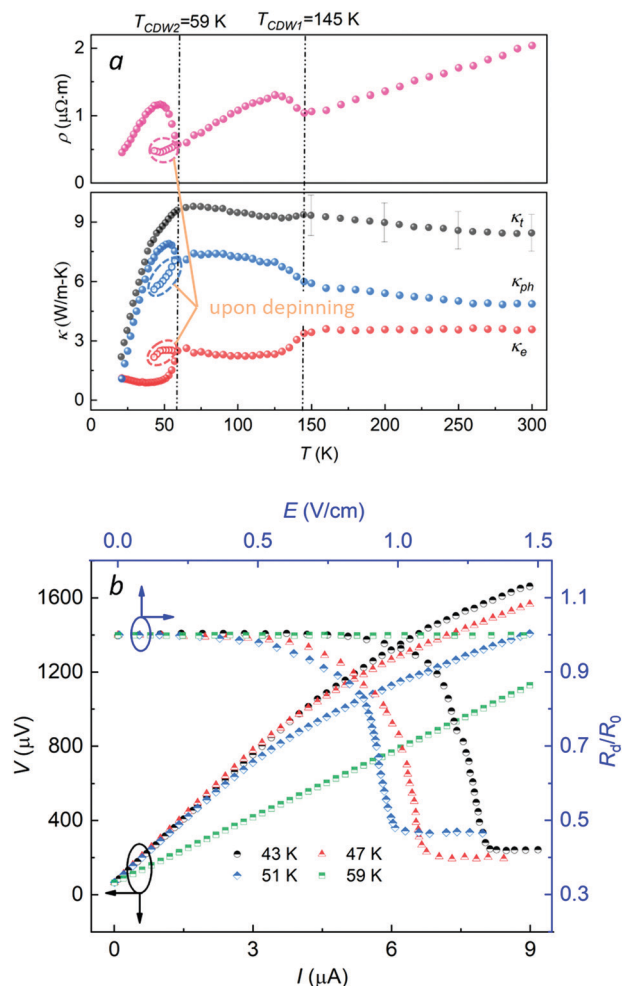 T_CDW2=59 K T_CDW1=145 K
a
2
1
0
ρ (μΩ·m)
9
6
3
0
κ (W/m-K)
κ_t
κ_ph
κ_e
upon depinning
0 50 100 150 200 250 300
T (K)
E (V/cm)
0.0 0.5 1.0 1.5
b
1600
1200
800
400
0
V (μV)
1.1
0.9
0.7
0.5
0.3
R_d/R_0
43 K 47 K
51 K 59 K
0 3 6 9
I (μA)